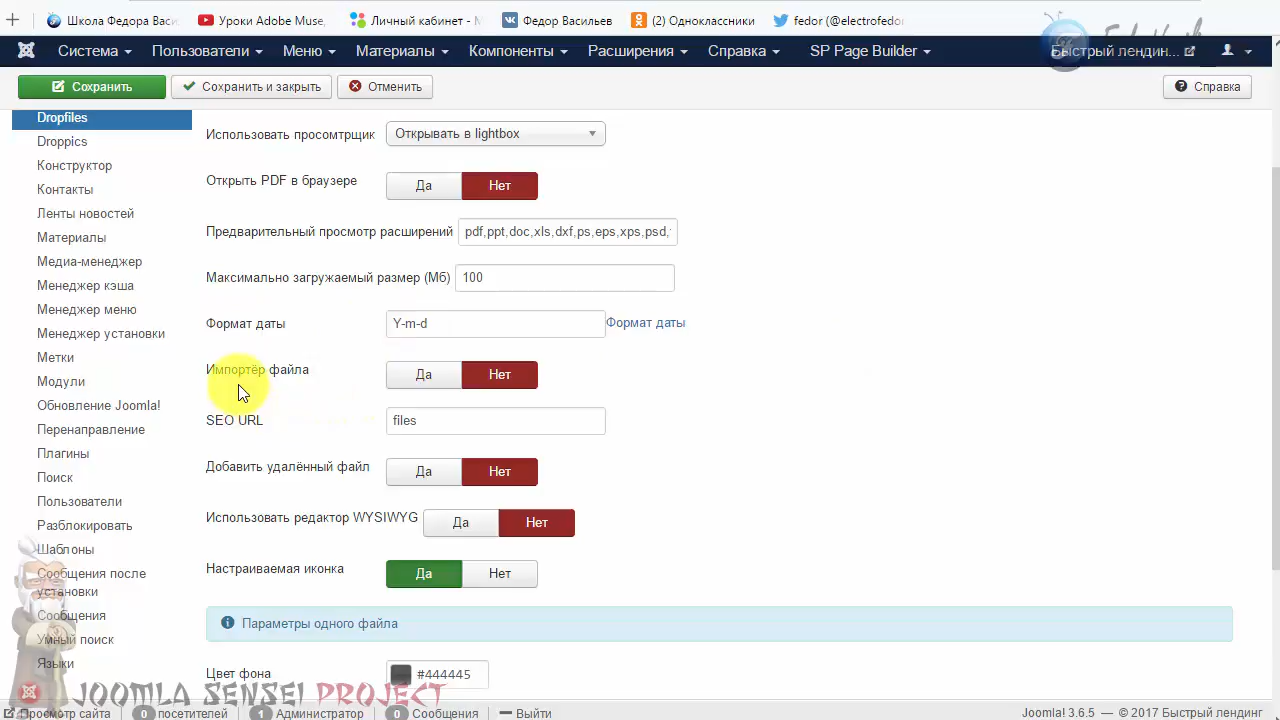 Школа Федора Васи
Уроки Adobe Muse,
Личный кабинет - М
Федор Васильев
(2) Одноклассники
fedor (@electrofedo
Система
Пользователи
Меню
Материалы
Компоненты
Расширения
Справка
SP Page Builder
Быстрый лендин...
Сохранить
Сохранить и закрыть
Отменить
Справка
Dropfiles
Droppics
Конструктор
Контакты
Ленты новостей
Материалы
Медиа-менеджер
Менеджер кэша
Менеджер меню
Менеджер установки
Метки
Модули
Обновление Joomla!
Перенаправление
Плагины
Поиск
Пользователи
Разблокировать
Шаблоны
Сообщения после
установки
Сообщения
Умный поиск
Языки
Использовать просомтрщик Открывать в lightbox
Открыть PDF в браузере Да Нет
Предварительный просмотр расширений pdf,ppt,doc,xls,dxf,ps,eps,xps,psd,
Максимально загружаемый размер (Мб) 100
Формат даты Y-m-d Формат даты
Импортёр файла Да Нет
SEO URL files
Добавить удалённый файл Да Нет
Использовать редактор WYSIWYG Да Нет
Настраиваемая иконка Да Нет
Параметры одного файла
Цвет фона #444445
JOOMLA SENSEI PROJECT
Просмотр сайта 0 посетителей 1 Администратор 0 Сообщения Выйти
Joomla! 3.6.5 — © 2017 Быстрый лендинг